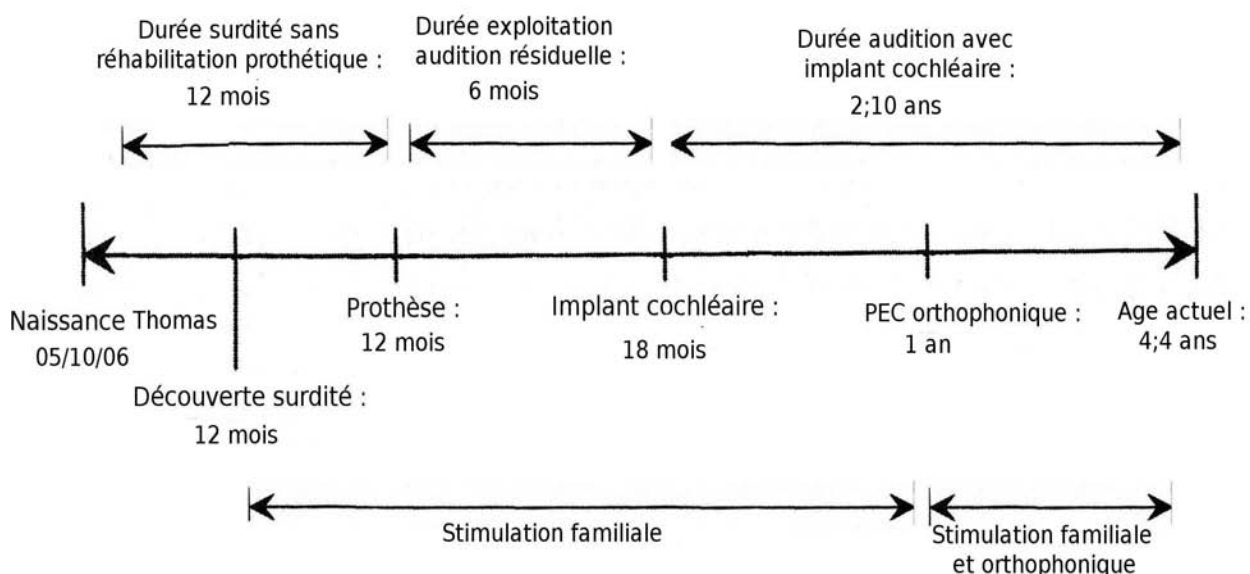 Durée surdité sans
réhabilitation prothétique :
12 mois
Durée exploitation
audition résiduelle :
6 mois
Durée audition avec
implant cochléaire :
2;10 ans
Naissance Thomas
05/10/06
Découverte surdité :
12 mois
Prothèse :
12 mois
Implant cochléaire :
18 mois
PEC orthophonique :
1 an
Age actuel :
4;4 ans
Stimulation familiale
Stimulation familiale
et orthophonique